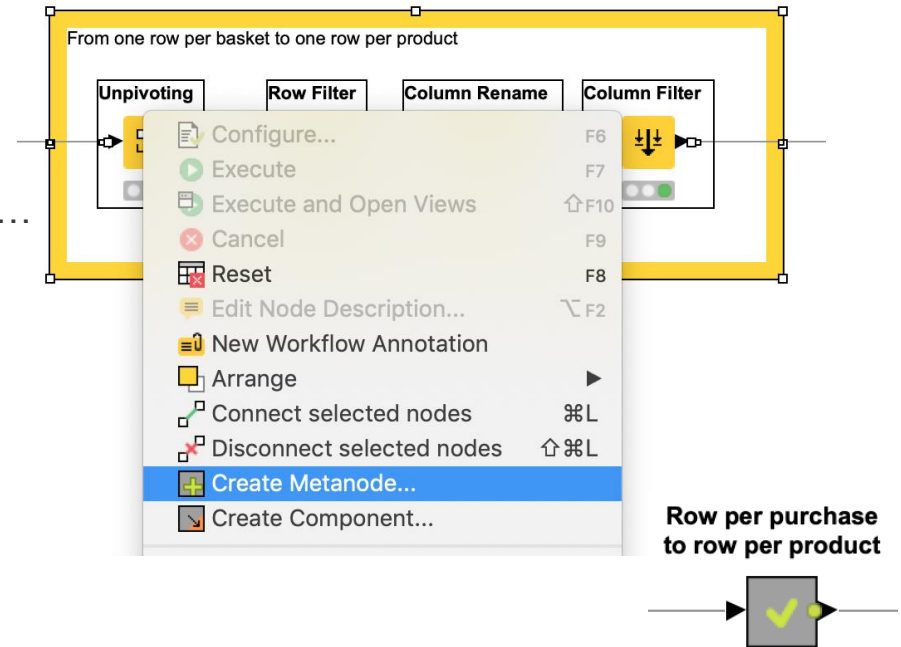 From one row per basket to one row per product
Unpivoting Row Filter Column Rename Column Filter
Configure... F6
Execute F7
...
Execute and Open Views ⇧F10
Cancel F9
Reset F8
Edit Node Description... ⌥F2
New Workflow Annotation
Arrange ▶
Connect selected nodes ⌘L
Disconnect selected nodes ⇧⌘L
Create Metanode...
Create Component...
Row per purchase
to row per product